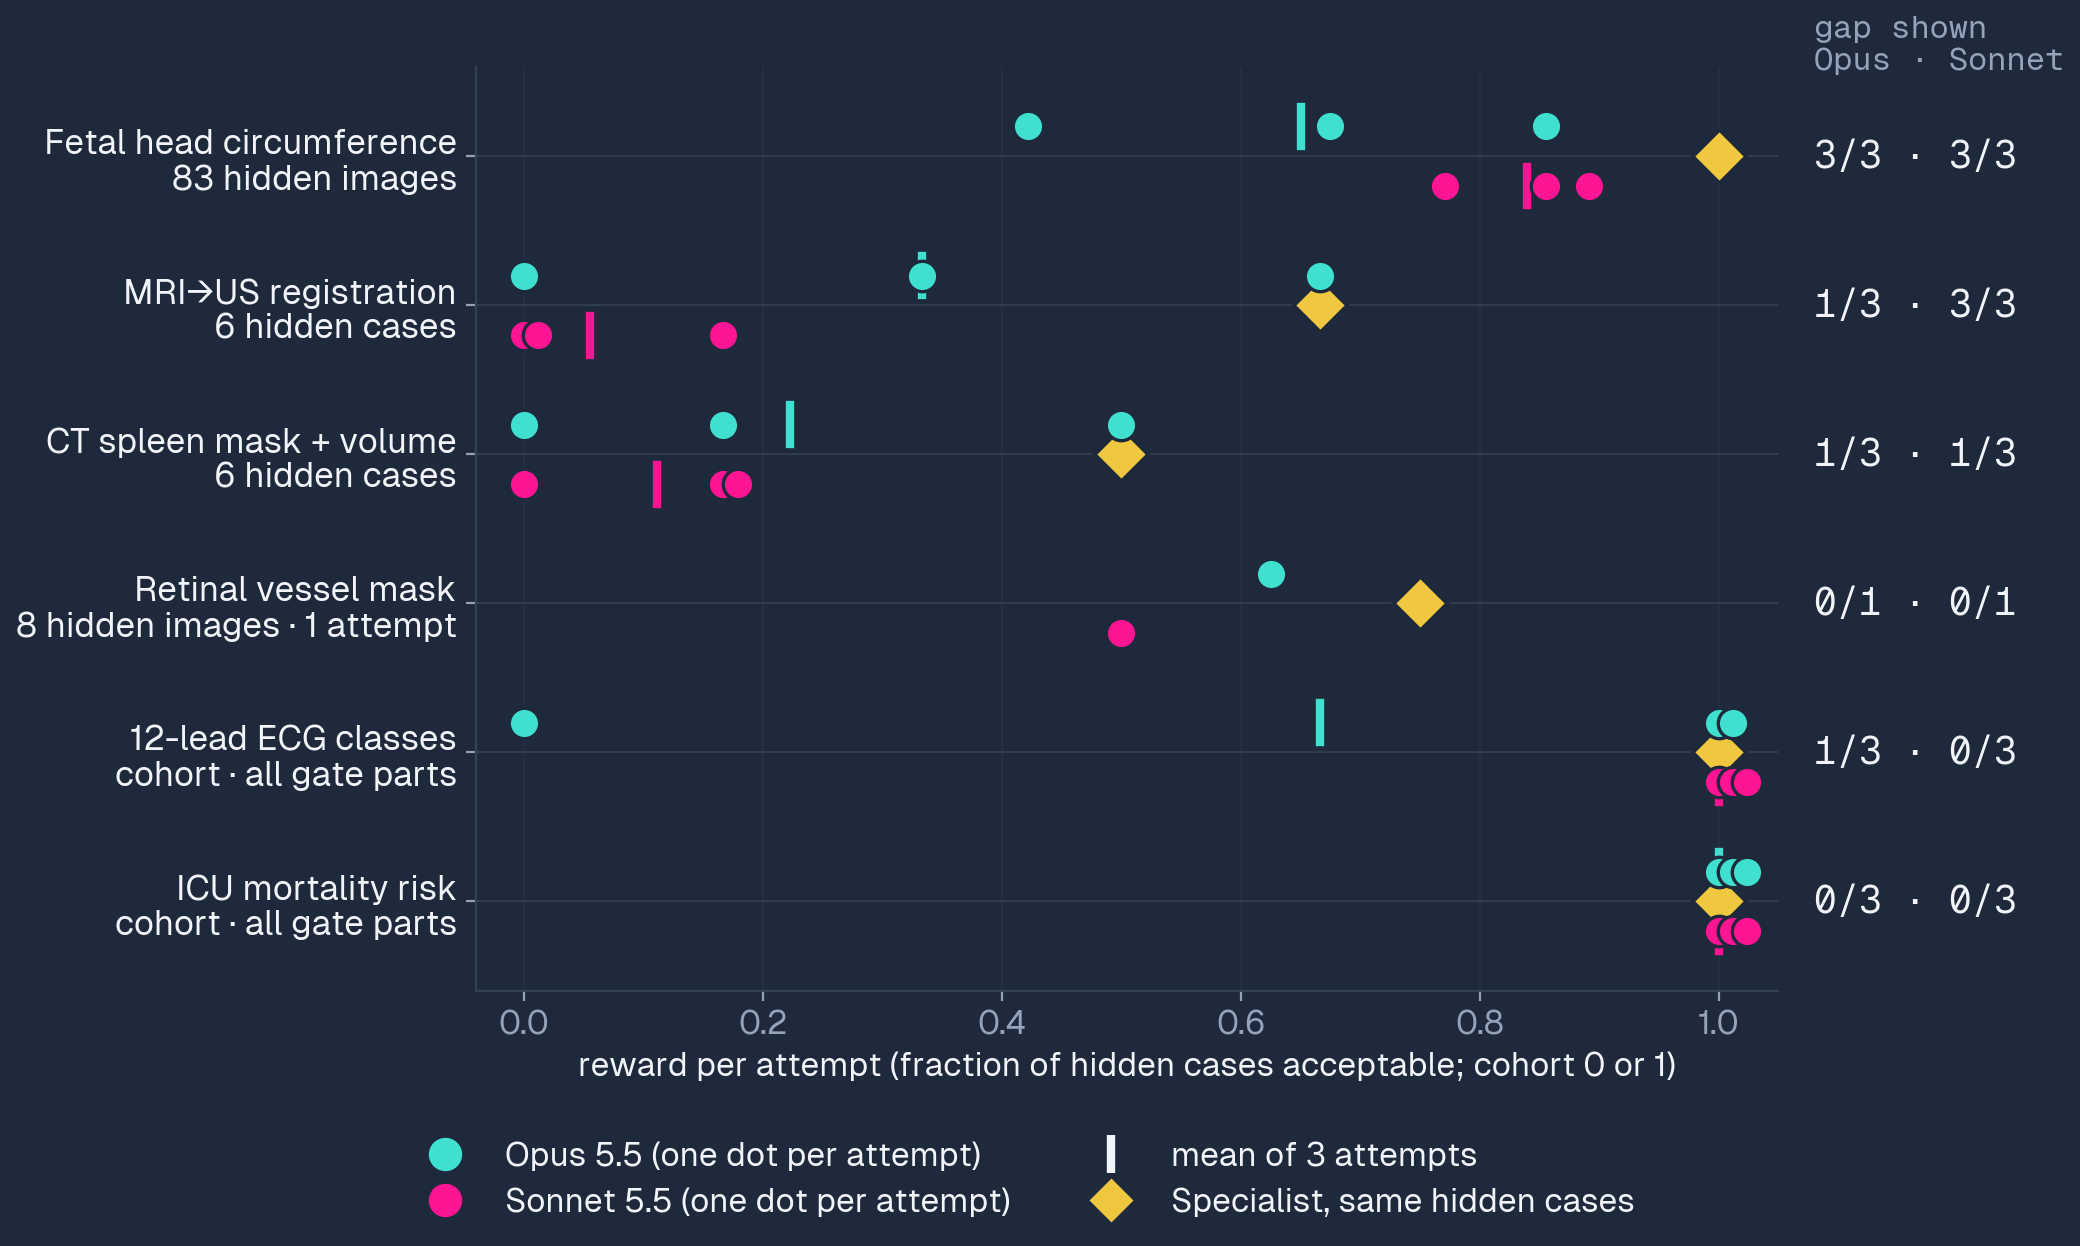 gap shown
Opus · Sonnet
Fetal head circumference
83 hidden images
3/3 · 3/3
MRI→US registration
6 hidden cases
1/3 · 3/3
CT spleen mask + volume
6 hidden cases
1/3 · 1/3
Retinal vessel mask
8 hidden images · 1 attempt
0/1 · 0/1
12-lead ECG classes
cohort · all gate parts
1/3 · 0/3
ICU mortality risk
cohort · all gate parts
0/3 · 0/3
0.0 0.2 0.4 0.6 0.8 1.0
reward per attempt (fraction of hidden cases acceptable; cohort 0 or 1)
Opus 5.5 (one dot per attempt)
Sonnet 5.5 (one dot per attempt)
mean of 3 attempts
Specialist, same hidden cases